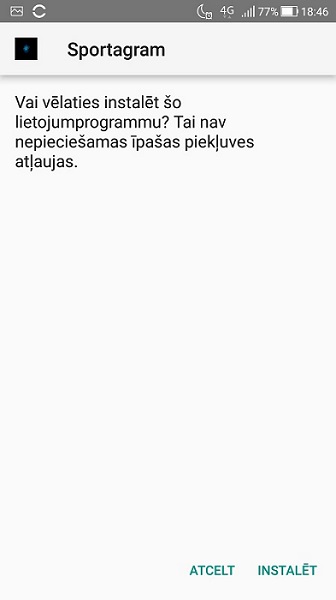 4G 77% 18:46
Sportagram
Vai vēlaties instalēt šo
lietojumprogrammu? Tai nav
nepieciešamas īpašas piekļuves
atļaujas.
ATCELT INSTALĒT